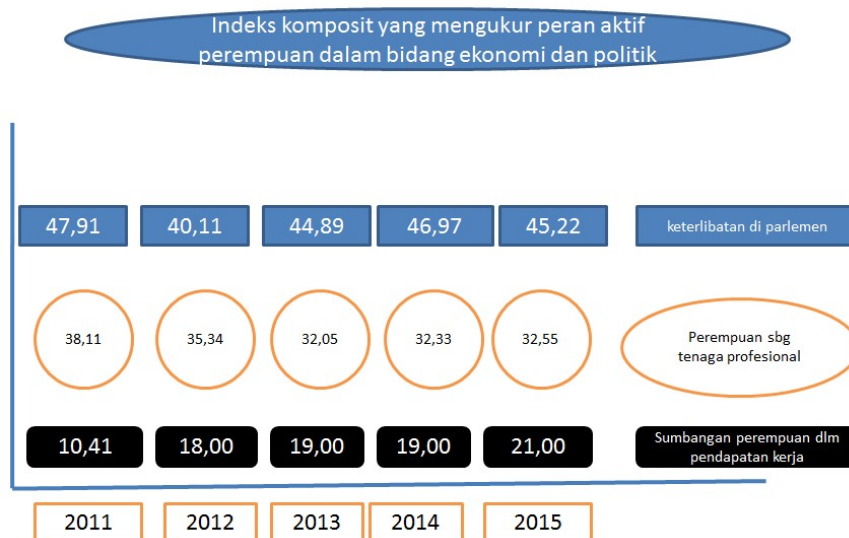 Indeks komposit yang mengukur peran aktif
perempuan dalam bidang ekonomi dan politik
47,91 40,11 44,89 46,97 45,22 keterlibatan di parlemen
38,11 35,34 32,05 32,33 32,55 Perempuan sbg
tenaga profesional
10,41 18,00 19,00 19,00 21,00 Sumbangan perempuan dlm
pendapatan kerja
2011 2012 2013 2014 2015